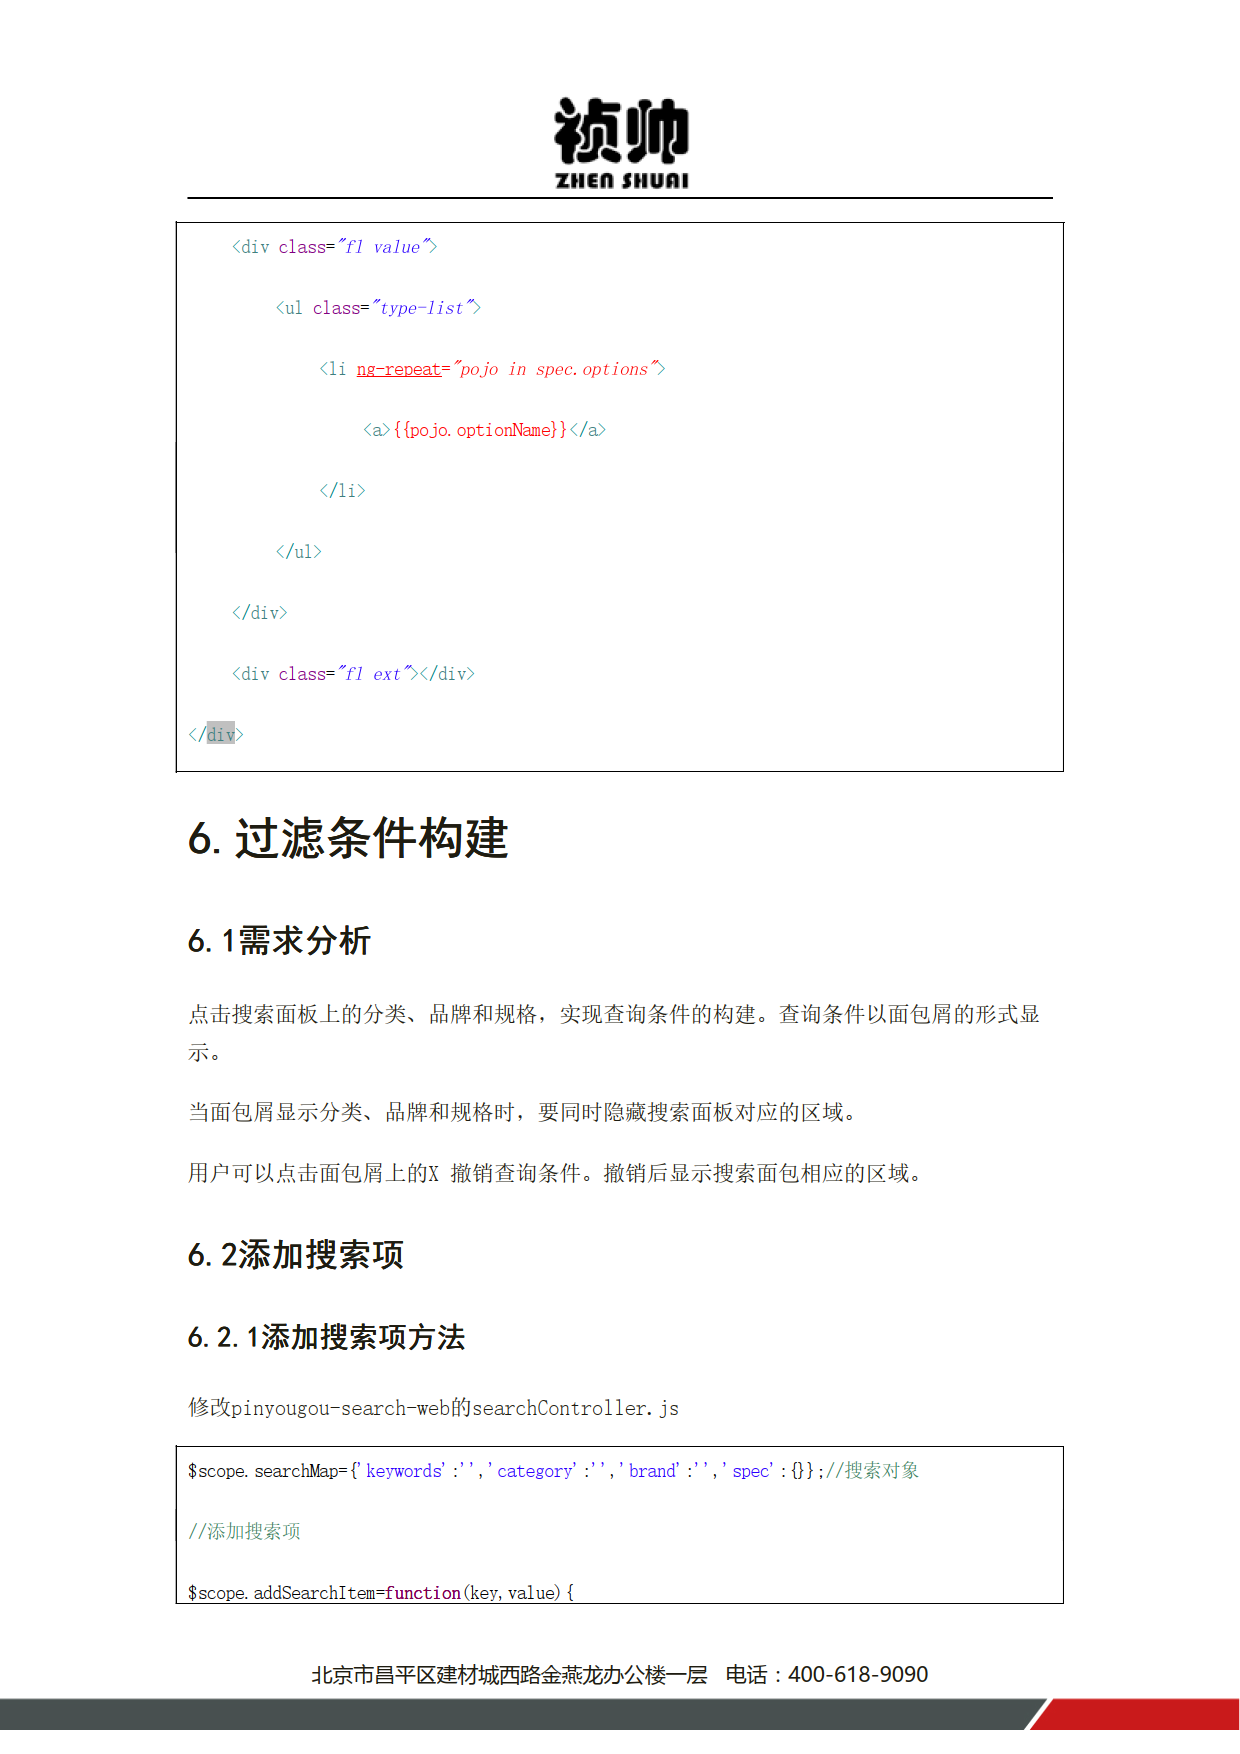 祯帅
ZHEN SHUAI
<div class="fl value">
<ul class="type-list">
<li ng-repeat="pojo in spec.options">
<a>{{pojo.optionName}}</a>
</li>
</ul>
</div>
<div class="fl ext"></div>
</div>
6.过滤条件构建
6.1需求分析
点击搜索面板上的分类、品牌和规格，实现查询条件的构建。查询条件以面包屑的形式显
示。
当面包屑显示分类、品牌和规格时，要同时隐藏搜索面板对应的区域。
用户可以点击面包屑上的X 撤销查询条件。撤销后显示搜索面包相应的区域。
6.2添加搜索项
6.2.1添加搜索项方法
修改pinyougou-search-web的searchController.js
$scope.searchMap={'keywords':'','category':'','brand':'','spec':{}};//搜索对象
//添加搜索项
$scope.addSearchItem=function(key,value){
北京市昌平区建材城西路金燕龙办公楼一层 电话：400-618-9090